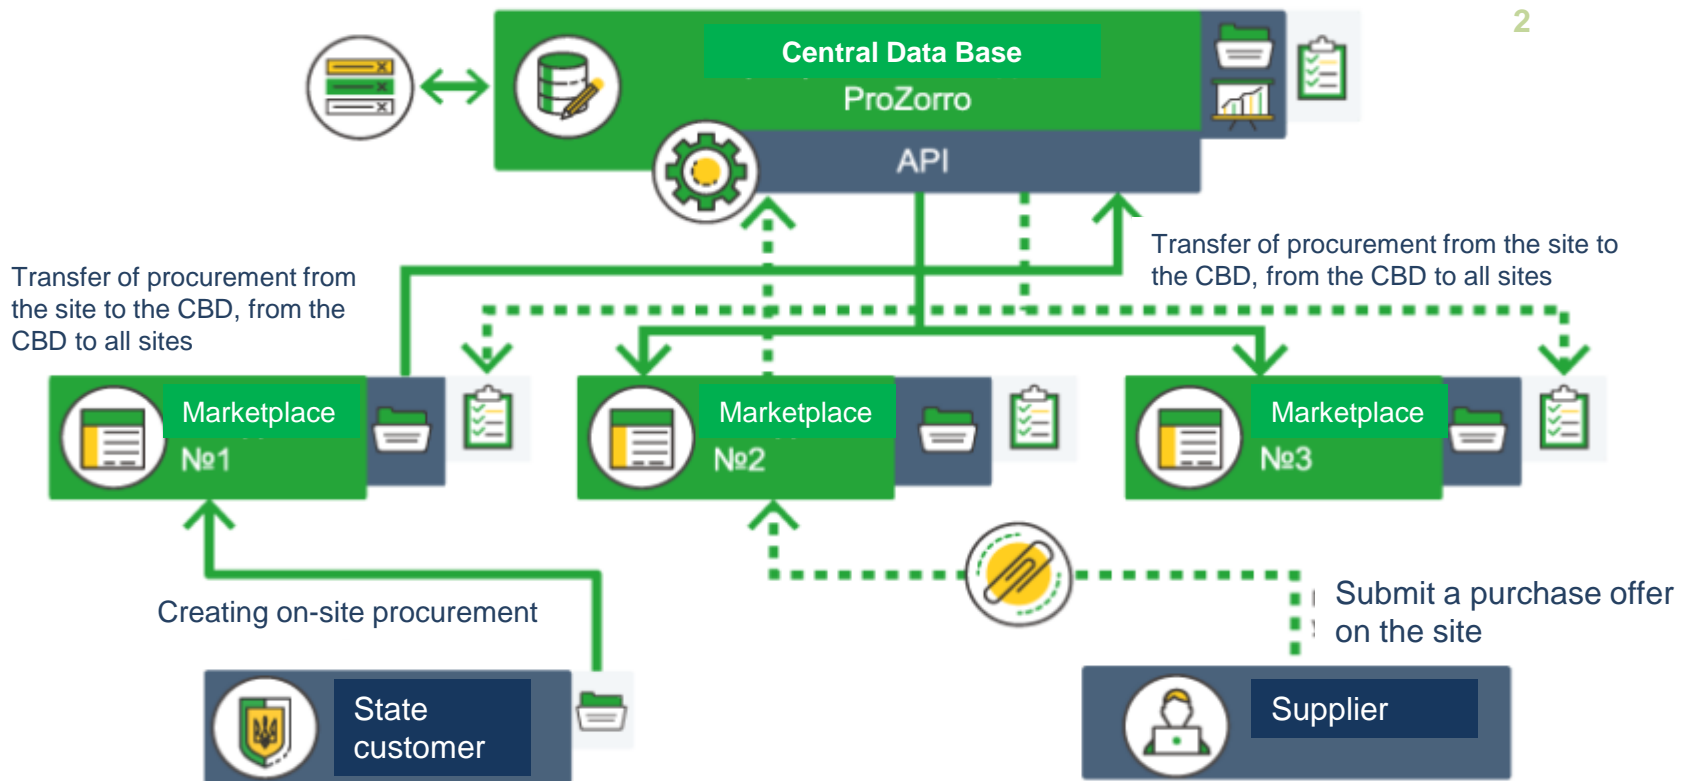 2
Central Data Base
ProZorro
API
Transfer of procurement from the site to
the CBD, from the CBD to all sites
Transfer of procurement from
the site to the CBD, from the
CBD to all sites
Marketplace
№1
Marketplace
№2
Marketplace
№3
Creating on-site procurement
Submit a purchase offer
on the site
State
customer
Supplier